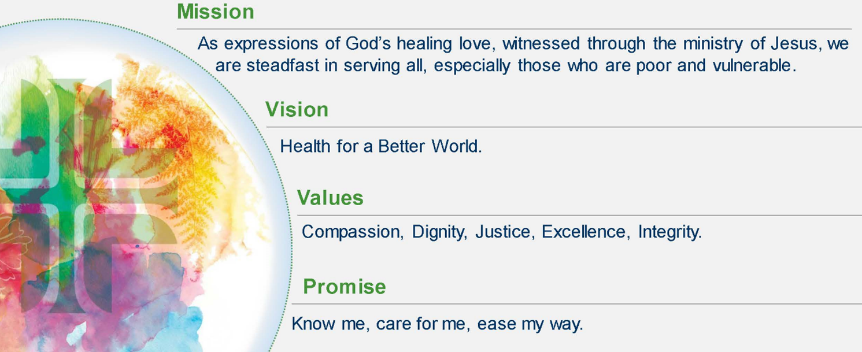 Mission
As expressions of God's healing love, witnessed through the ministry of Jesus, we
are steadfast in serving all, especially those who are poor and vulnerable.
Vision
Health for a Better World.
Values
Compassion, Dignity, Justice, Excellence, Integrity.
Promise
Know me, care for me, ease my way.